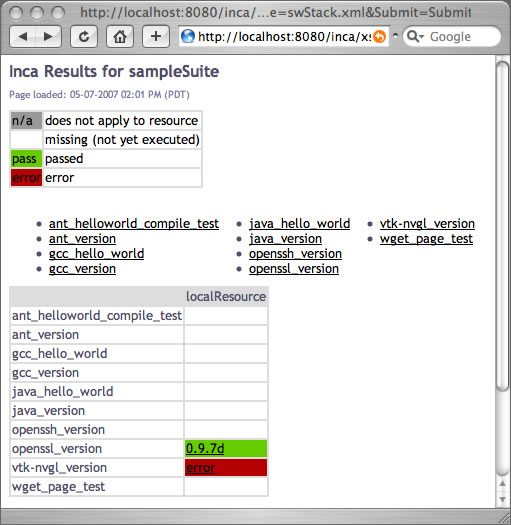 http://localhost:8080/inca/...e=swStack.xml&Submit=Submit
http://localhost:8080/inca/xs
Google
Inca Results for sampleSuite
Page loaded: 05-07-2007 02:01 PM (PDT)
n/a does not apply to resource
missing (not yet executed)
pass passed
error error
ant_helloworld_compile_test java_hello_world vtk-nvgl_version
ant_version java_version wget_page_test
gcc_hello_world openssh_version
gcc_version openssl_version
localResource
ant_helloworld_compile_test
ant_version
gcc_hello_world
gcc_version
java_hello_world
java_version
openssh_version
openssl_version 0.9.7d
vtk-nvgl_version error
wget_page_test